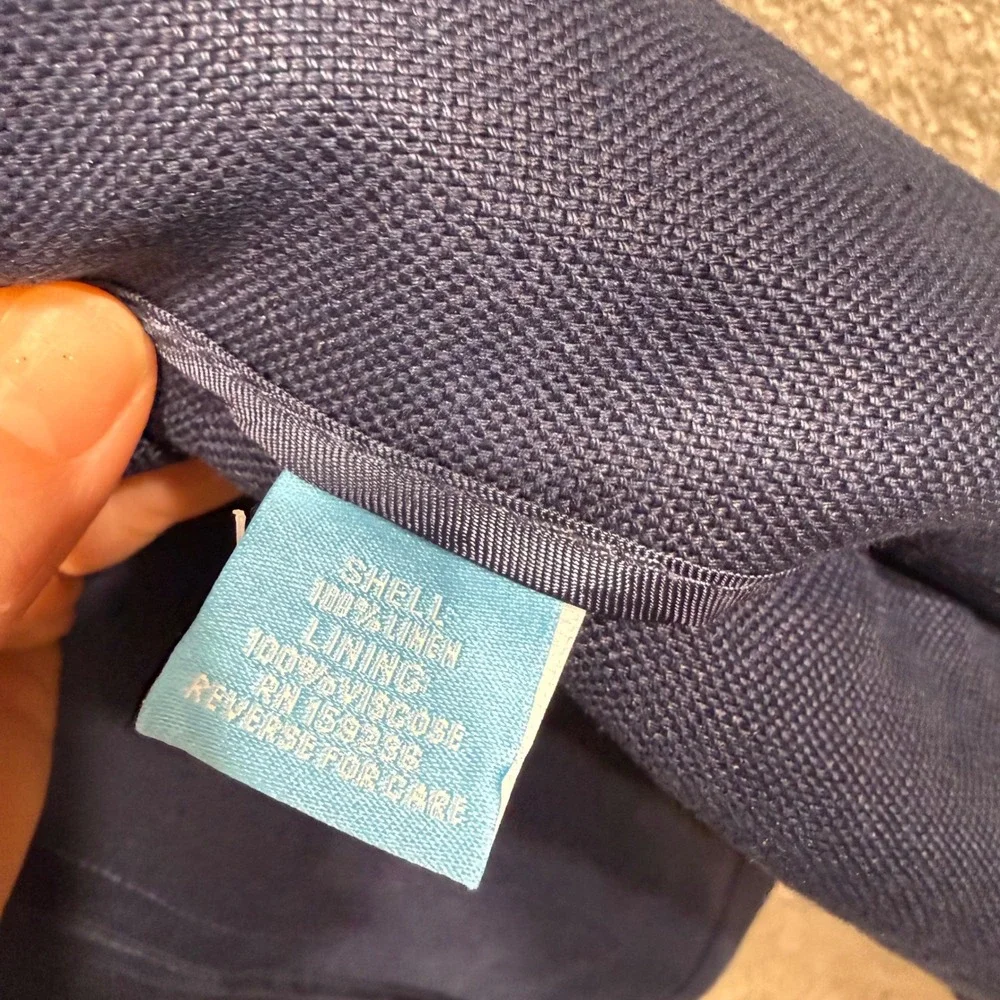 SHELL:
100% LINEN
LINING:
100% VISCOSE
RN 159236
REVERSE FOR CARE